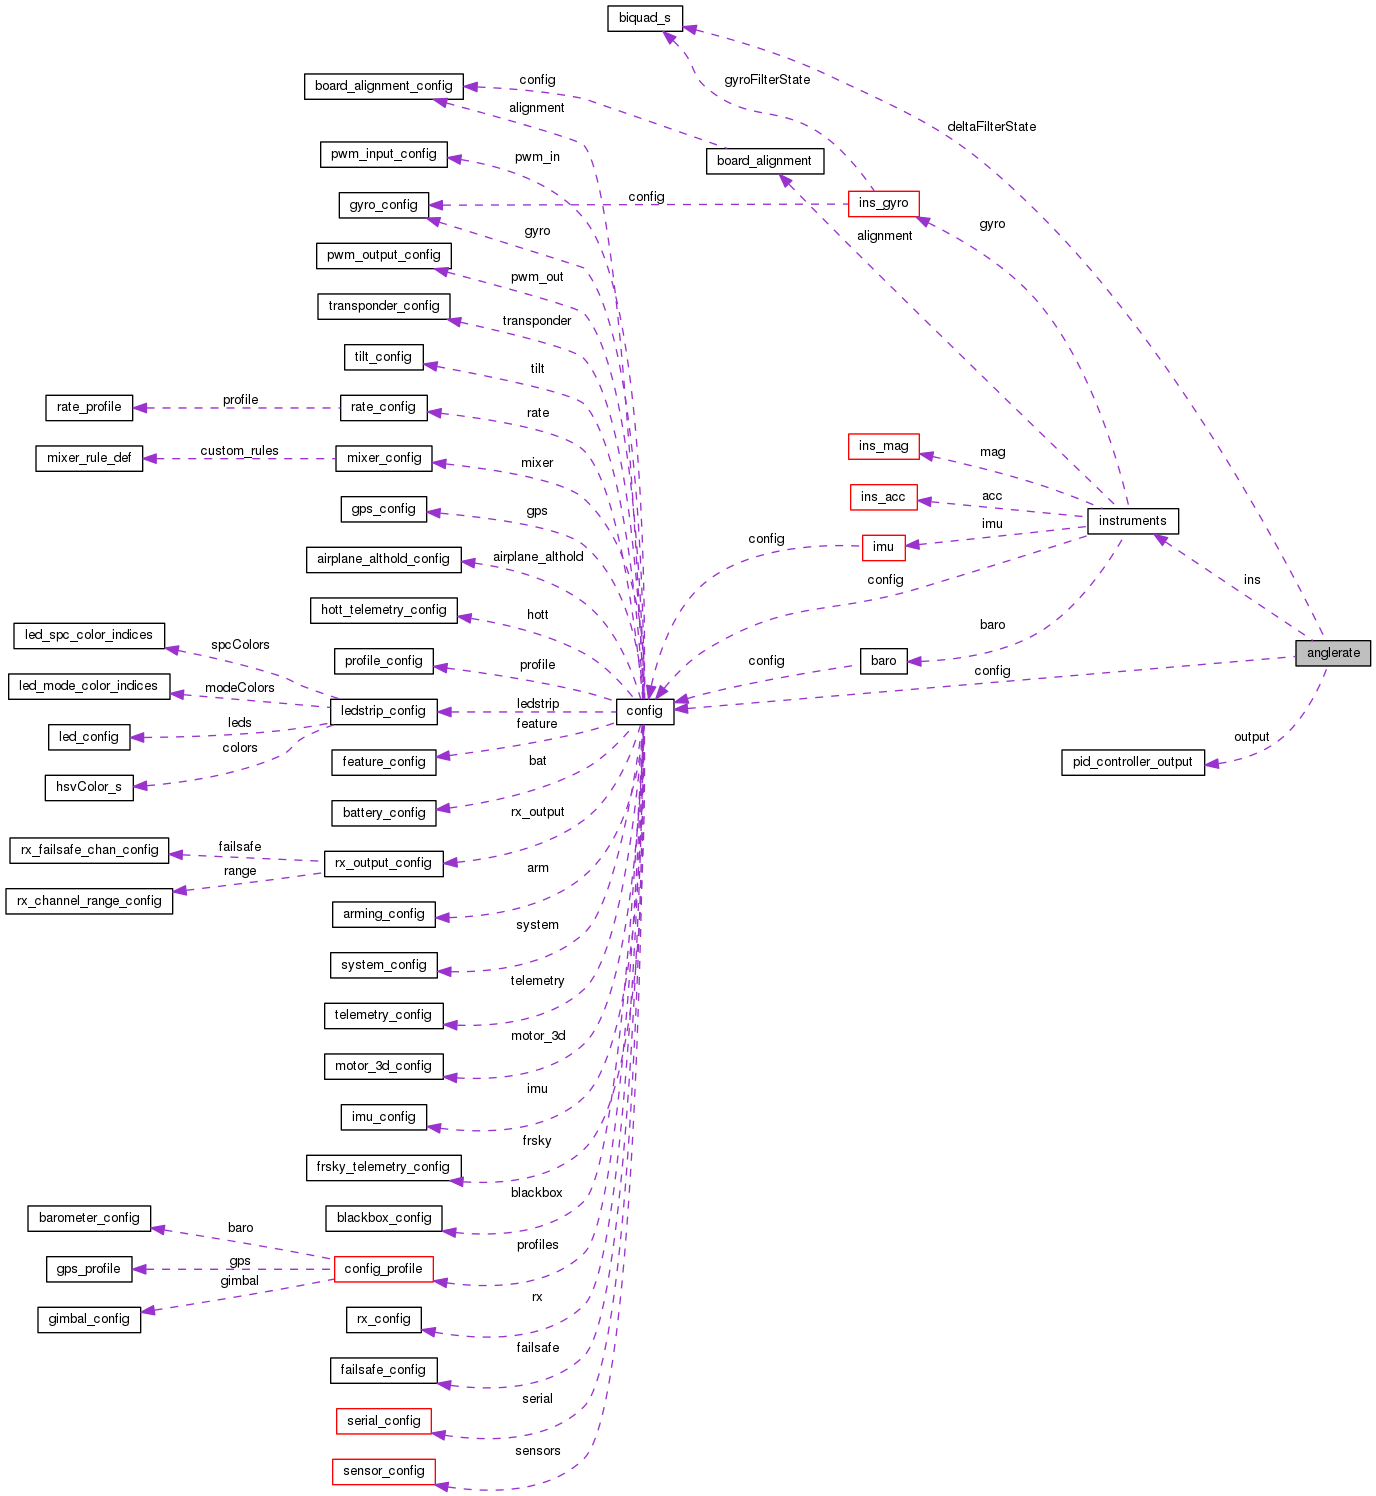 biquad_s
gyroFilterState
config
board_alignment_config
alignment
deltaFilterState
pwm_in
pwm_input_config
board_alignment
config
ins_gyro
gyro_config
gyro
gyro
alignment
pwm_output_config
pwm_out
transponder_config
transponder
tilt_config
tilt
rate_profile
profile
rate_config
rate
mixer_rule_def
custom_rules
mixer_config
mixer
ins_mag
mag
ins_acc
acc
gps_config
gps
instruments
imu
imu
config
airplane_althold_config
airplane_althold
config
ins
hott_telemetry_config
hott
baro
led_spc_color_indices
spcColors
profile_config
profile
config
baro
config
anglerate
led_mode_color_indices
modeColors
ledstrip_config
ledstrip
config
leds
led_config
feature
colors
feature_config
bat
output
pid_controller_output
hsvColor_s
battery_config
rx_output
rx_failsafe_chan_config
failsafe
rx_output_config
range
rx_channel_range_config
arm
arming_config
system
system_config
telemetry
telemetry_config
motor_3d
motor_3d_config
imu
imu_config
frsky
frsky_telemetry_config
blackbox
barometer_config
baro
blackbox_config
profiles
gps_profile
gps
config_profile
gimbal
rx
gimbal_config
rx_config
failsafe
failsafe_config
serial
serial_config
sensors
sensor_config